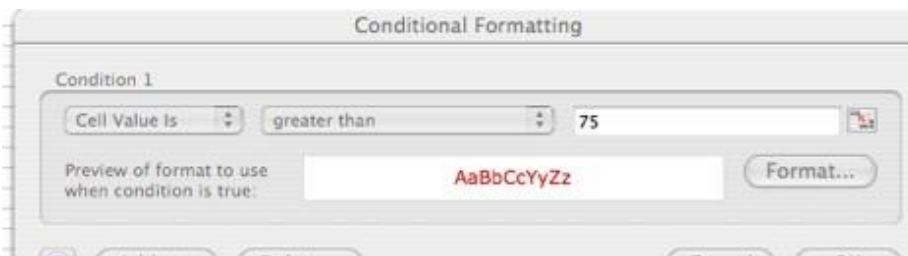 Conditional Formatting
Condition 1
Cell Value Is greater than 75
Preview of format to use
when condition is true:
AaBbCcYyZz
Format...